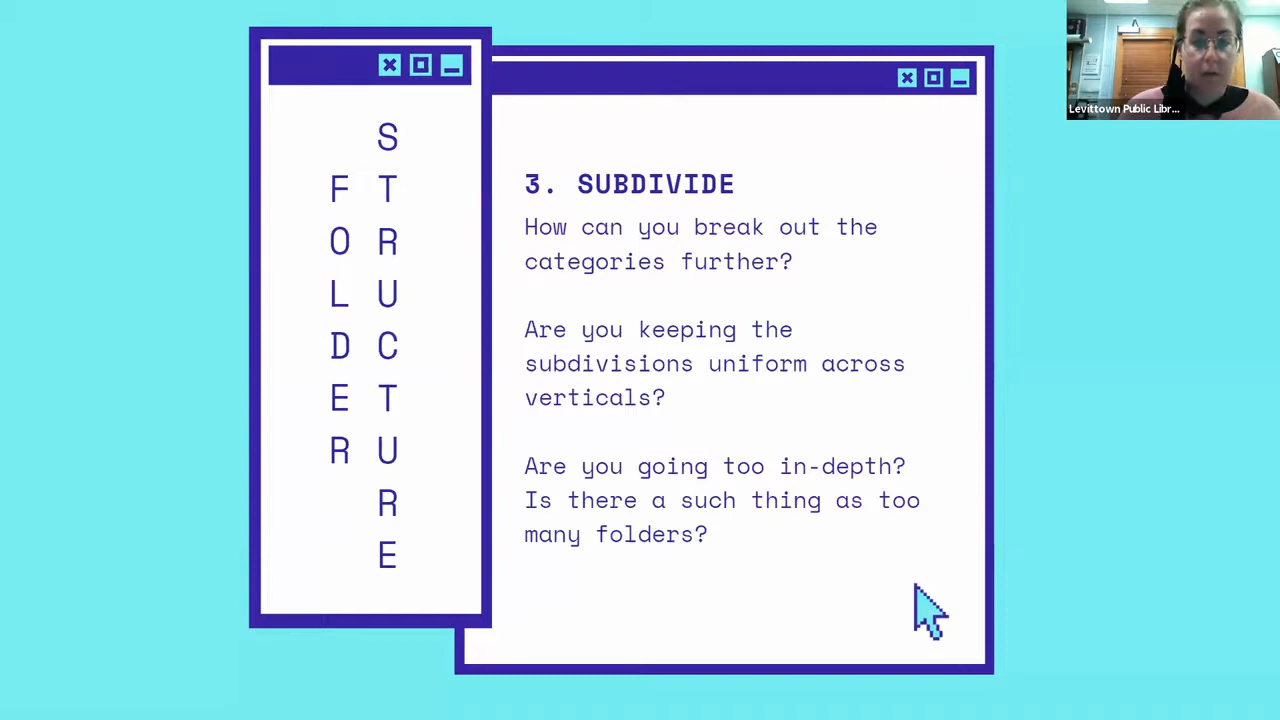 FOLDER
STRUCTURE
3. SUBDIVIDE
How can you break out the
categories further?
Are you keeping the
subdivisions uniform across
verticals?
Are you going too in-depth?
Is there a such thing as too
many folders?
Levittown Public Libr...